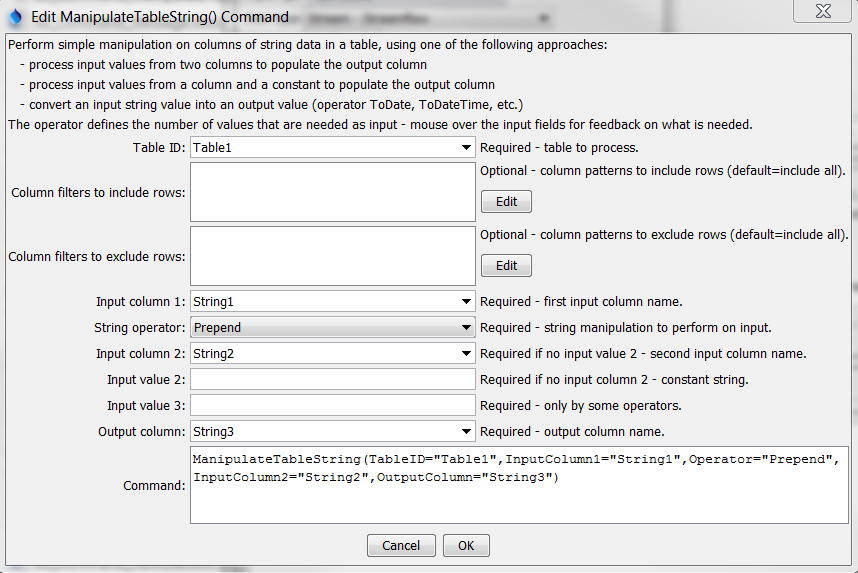 Edit ManipulateTableString() Command
Perform simple manipulation on columns of string data in a table, using one of the following approaches:
- process input values from two columns to populate the output column
- process input values from a column and a constant to populate the output column
- convert an input string value into an output value (operator ToDate, ToDateTime, etc.)
The operator defines the number of values that are needed as input - mouse over the input fields for feedback on what is needed.
Table ID: Table1 Required - table to process.
Column filters to include rows: Optional - column patterns to include rows (default=include all).
Edit
Column filters to exclude rows: Optional - column patterns to exclude rows (default=include all).
Edit
Input column 1: String1 Required - first input column name.
String operator: Prepend Required - string manipulation to perform on input.
Input column 2: String2 Required if no input value 2 - second input column name.
Input value 2: Required if no input column 2 - constant string.
Input value 3: Required - only by some operators.
Output column: String3 Required - output column name.
Command: ManipulateTableString(TableID="Table1",InputColumn1="String1",Operator="Prepend",
InputColumn2="String2",OutputColumn="String3")
Cancel OK